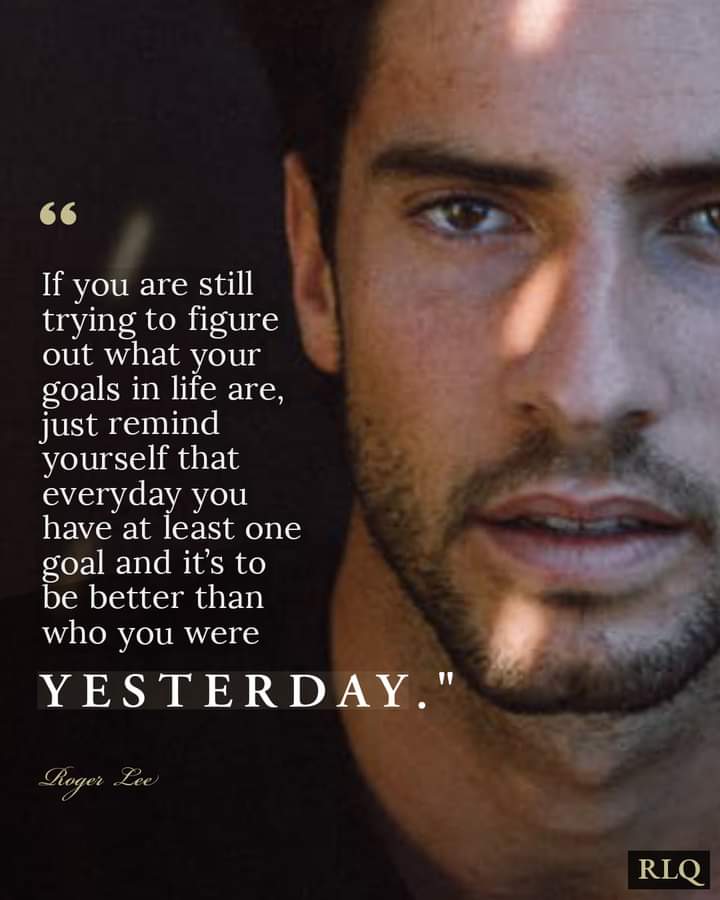 “
If you are still
trying to figure
out what your
goals in life are,
just remind
yourself that
everyday you
have at least one
goal and it’s to
be better than
who you were
YESTERDAY."
Roger Lee
RLQ